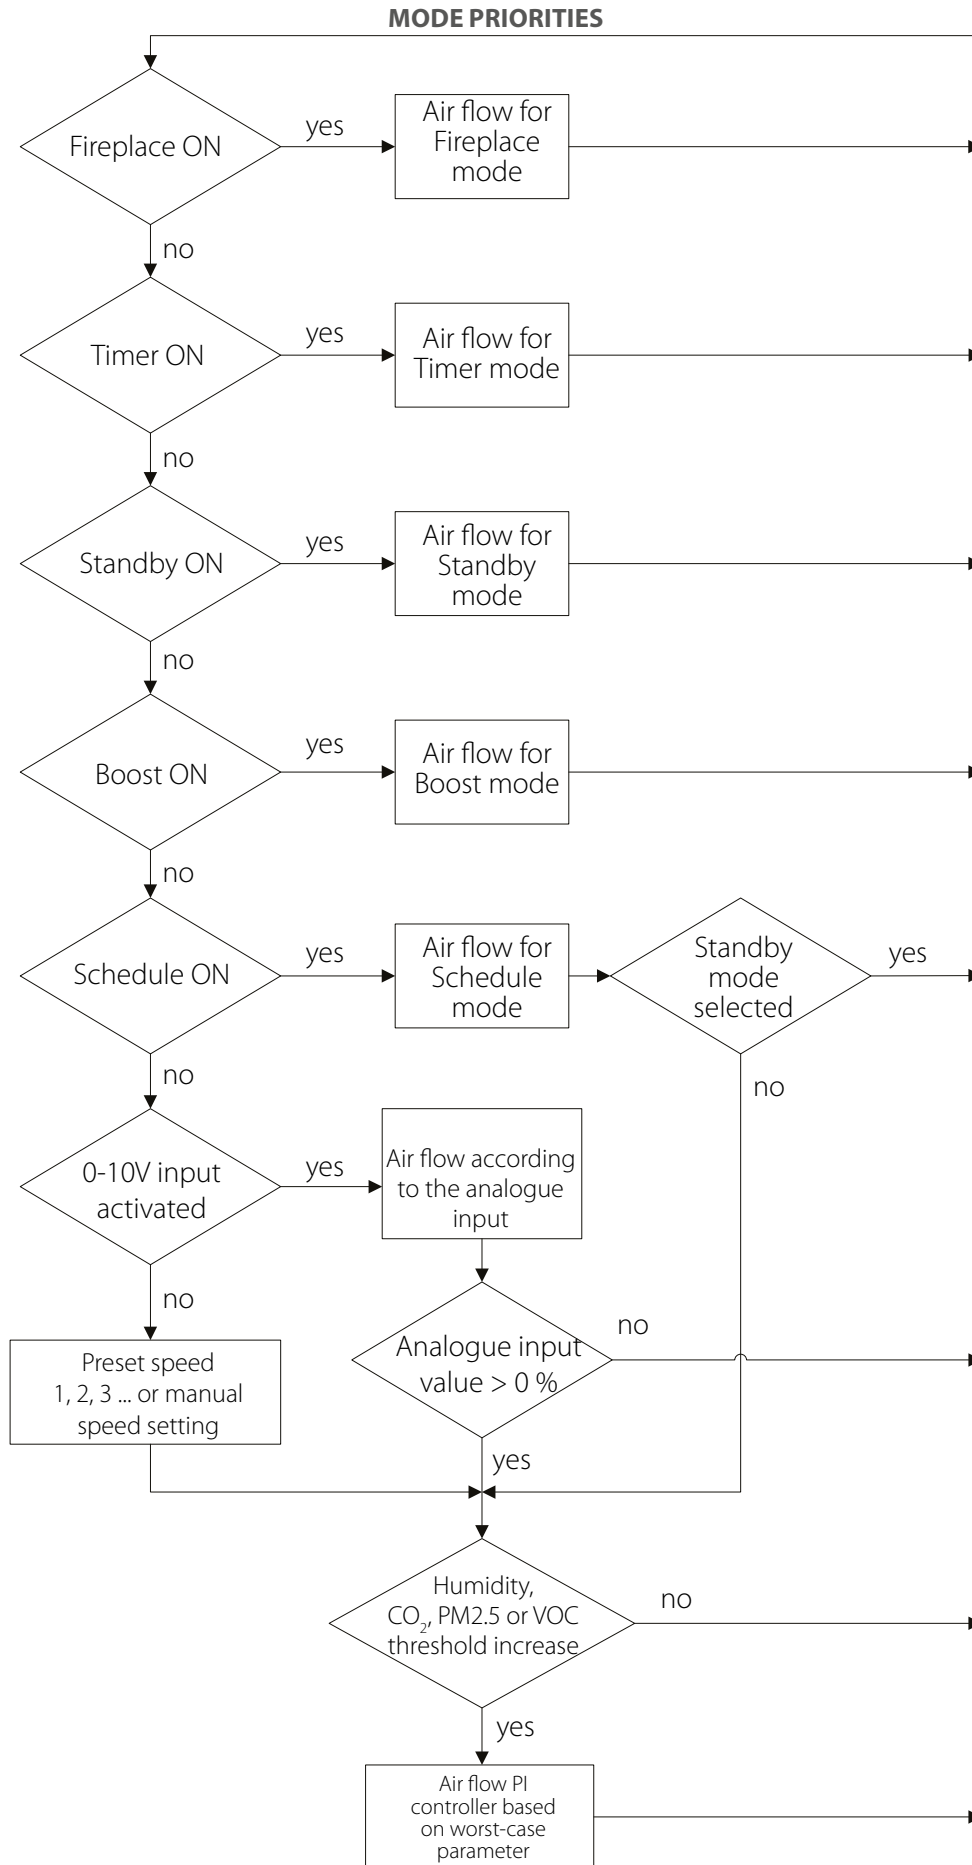 MODE PRIORITIES
Fireplace ON
yes
Air flow for
Fireplace
mode
no
Timer ON
yes
Air flow for
Timer mode
no
Standby ON
yes
Air flow for
Standby
mode
no
Boost ON
yes
Air flow for
Boost mode
no
Schedule ON
yes
Air flow for
Schedule
mode
Standby
mode
selected
yes
no
no
0-10V input
activated
yes
Air flow according
to the analogue
input
no
Preset speed
1, 2, 3 ... or manual
speed setting
Analogue input
value > 0 %
no
yes
Humidity,
CO₂, PM2.5 or VOC
threshold increase
no
yes
Air flow PI
controller based
on worst-case
parameter